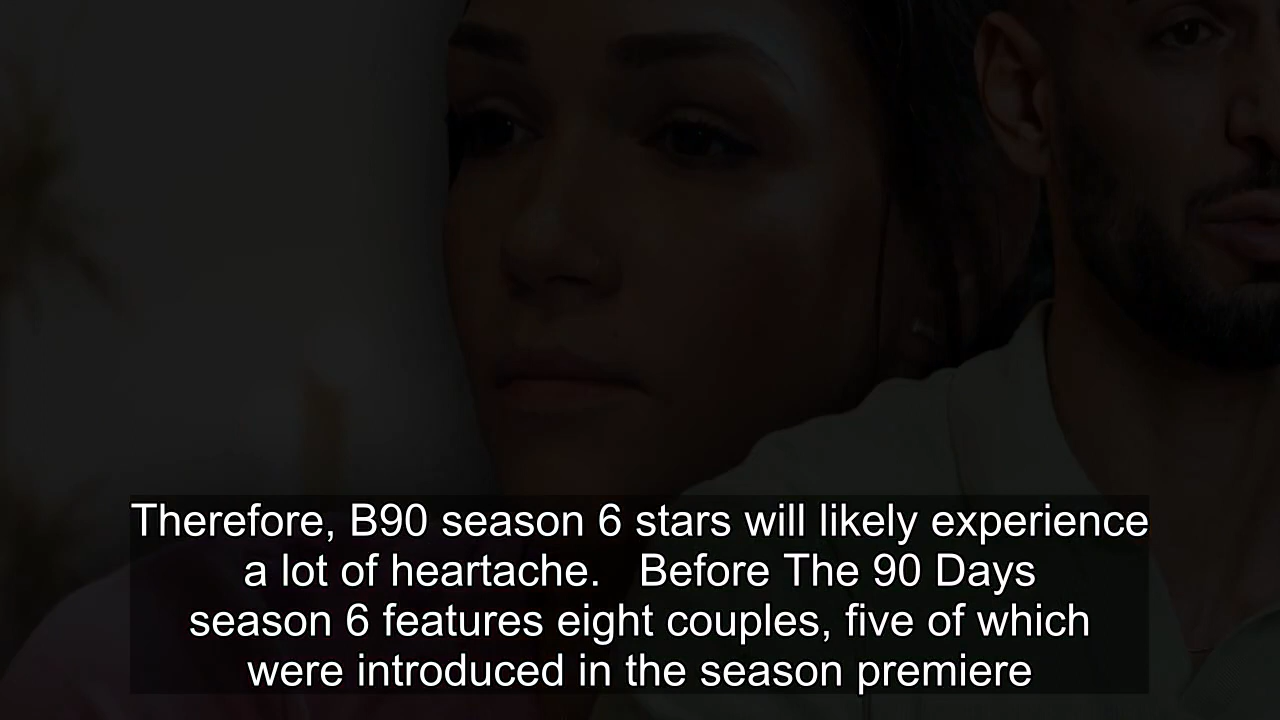 Therefore, B90 season 6 stars will likely experience
a lot of heartache.   Before The 90 Days
season 6 features eight couples, five of which
were introduced in the season premiere